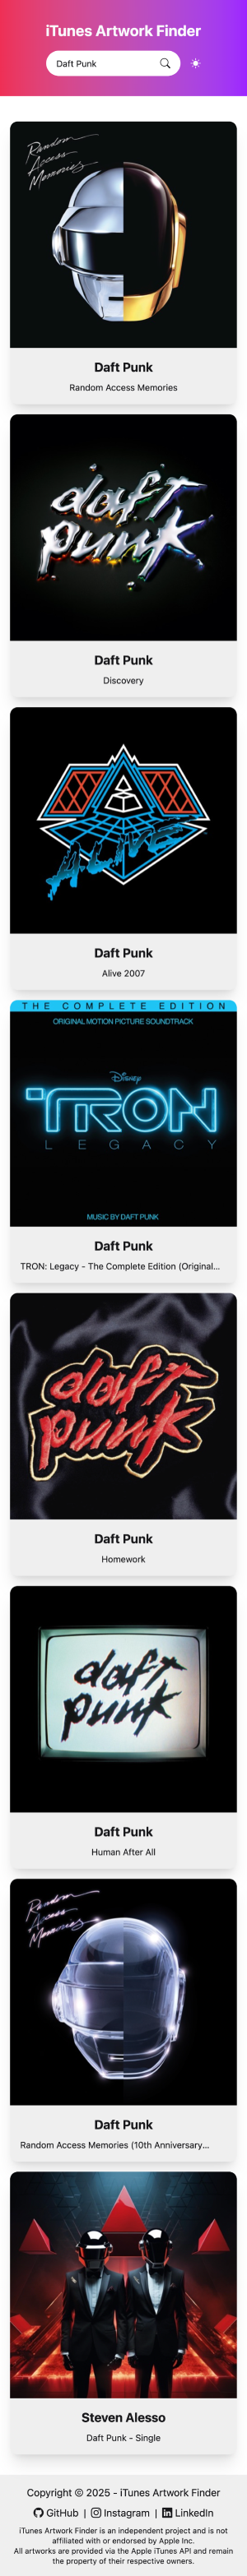 iTunes Artwork Finder
Daft Punk
Random
Access
Memories
Daft Punk
Random Access Memories
daft
punk
Daft Punk
Discovery
ALIVE
Daft Punk
Alive 2007
THE COMPLETE EDITION
ORIGINAL MOTION PICTURE SOUNDTRACK
Disney
TRON
LEGACY
MUSIC BY DAFT PUNK
Daft Punk
TRON: Legacy - The Complete Edition (Original...
daft
punk
Daft Punk
Homework
daft
punk
Daft Punk
Human After All
Random
Access
Memories
Daft Punk
Random Access Memories (10th Anniversary...
Steven Alesso
Daft Punk - Single
Copyright © 2025 - iTunes Artwork Finder
GitHub | Instagram | LinkedIn
iTunes Artwork Finder is an independent project and is not
affiliated with or endorsed by Apple Inc.
All artworks are provided via the Apple iTunes API and remain
the property of their respective owners.